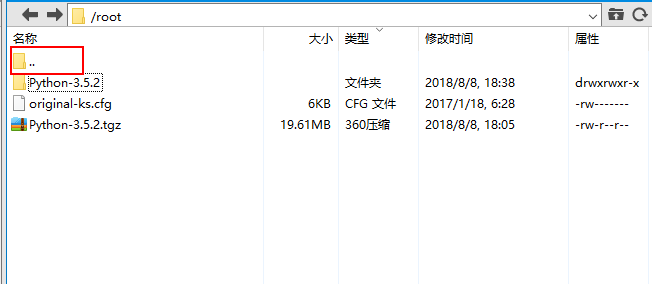 /root
名称 大小 类型 修改时间 属性
..
Python-3.5.2 文件夹 2018/8/8, 18:38 drwxrwxr-x
original-ks.cfg 6KB CFG 文件 2017/1/18, 6:28 -rw-------
Python-3.5.2.tgz 19.61MB 360压缩 2018/8/8, 18:05 -rw-r--r--